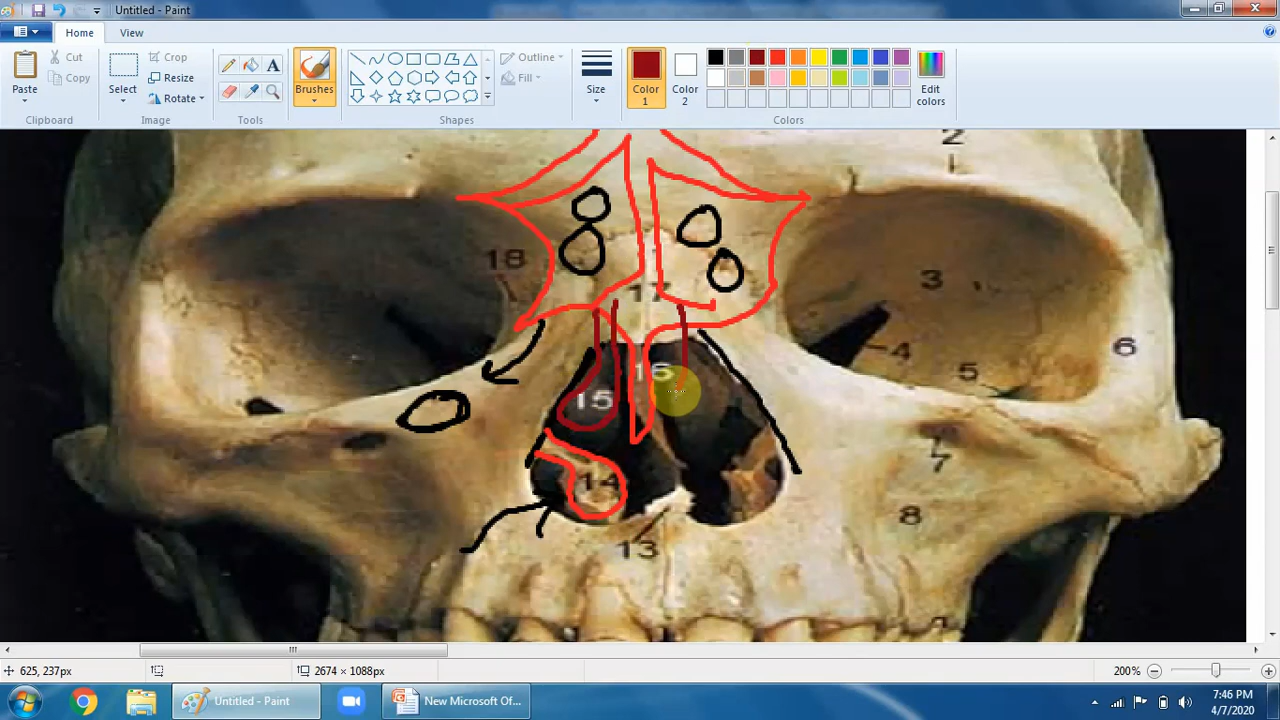 Untitled - Paint
Home
View
Paste
Cut
Copy
Clipboard
Select
Crop
Resize
Rotate
Image
Tools
Brushes
Shapes
Outline
Fill
Size
Color 1
Color 2
Edit colors
Colors
2
18
3
17
4
6
5
16
15
7
14
8
13
625, 237px
2674 × 1088px
200%
Untitled - Paint
New Microsoft Of...
7:46 PM
4/7/2020